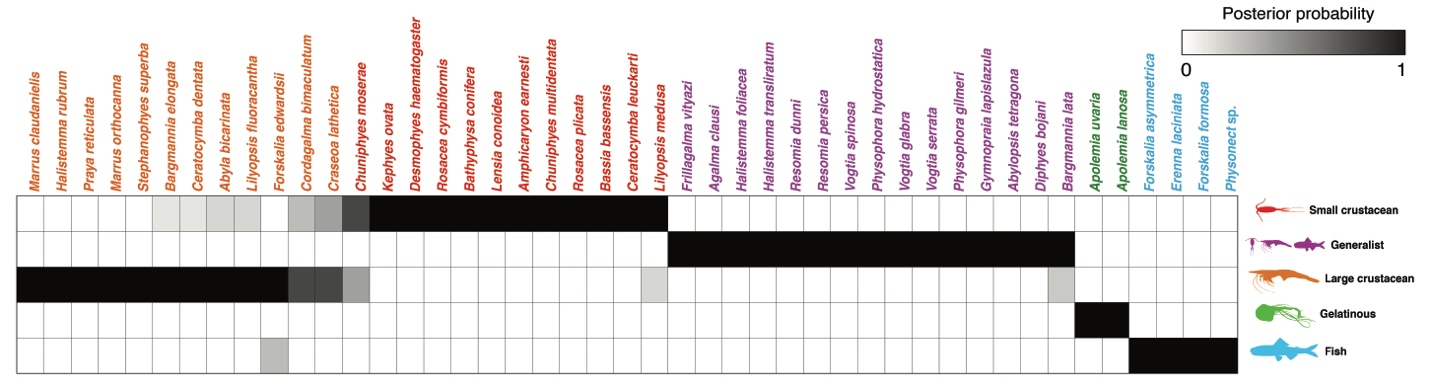 Posterior probability
0 1
Marrus claudanielis
Halistemma rubrum
Praya reticulata
Marrus orthocanna
Stephanophyes superba
Bargmannia elongata
Ceratocymba dentata
Abyla bicarinata
Lilyopsis fluoracantha
Forskalia edwardsii
Cordagalma bimaculatum
Craseoa lathetica
Chuniphyes moserae
Kephyes ovata
Desmophyes haematogaster
Rosacea cymbiformis
Bathyphysa conifera
Lensia conoidea
Amphicaryon earnesti
Chuniphyes multidentata
Rosacea plicata
Bassia bassensis
Ceratocymba leuckarti
Lilyopsis medusa
Frillagalma vityazi
Agalma clausi
Halistemma foliacea
Halistemma transliratum
Resomia dunni
Resomia persica
Vogtia spinosa
Physophora hydrostatica
Vogtia glabra
Vogtia serrata
Physophora gilmeri
Gymnopraia lapislazula
Abylopsis tetragona
Diphyes bojani
Bargmannia lata
Apolemia uvaria
Apolemia lanosa
Forskalia asymmetrica
Erenna laciniata
Forskalia formosa
Physonect sp.
Small crustacean
Generalist
Large crustacean
Gelatinous
Fish